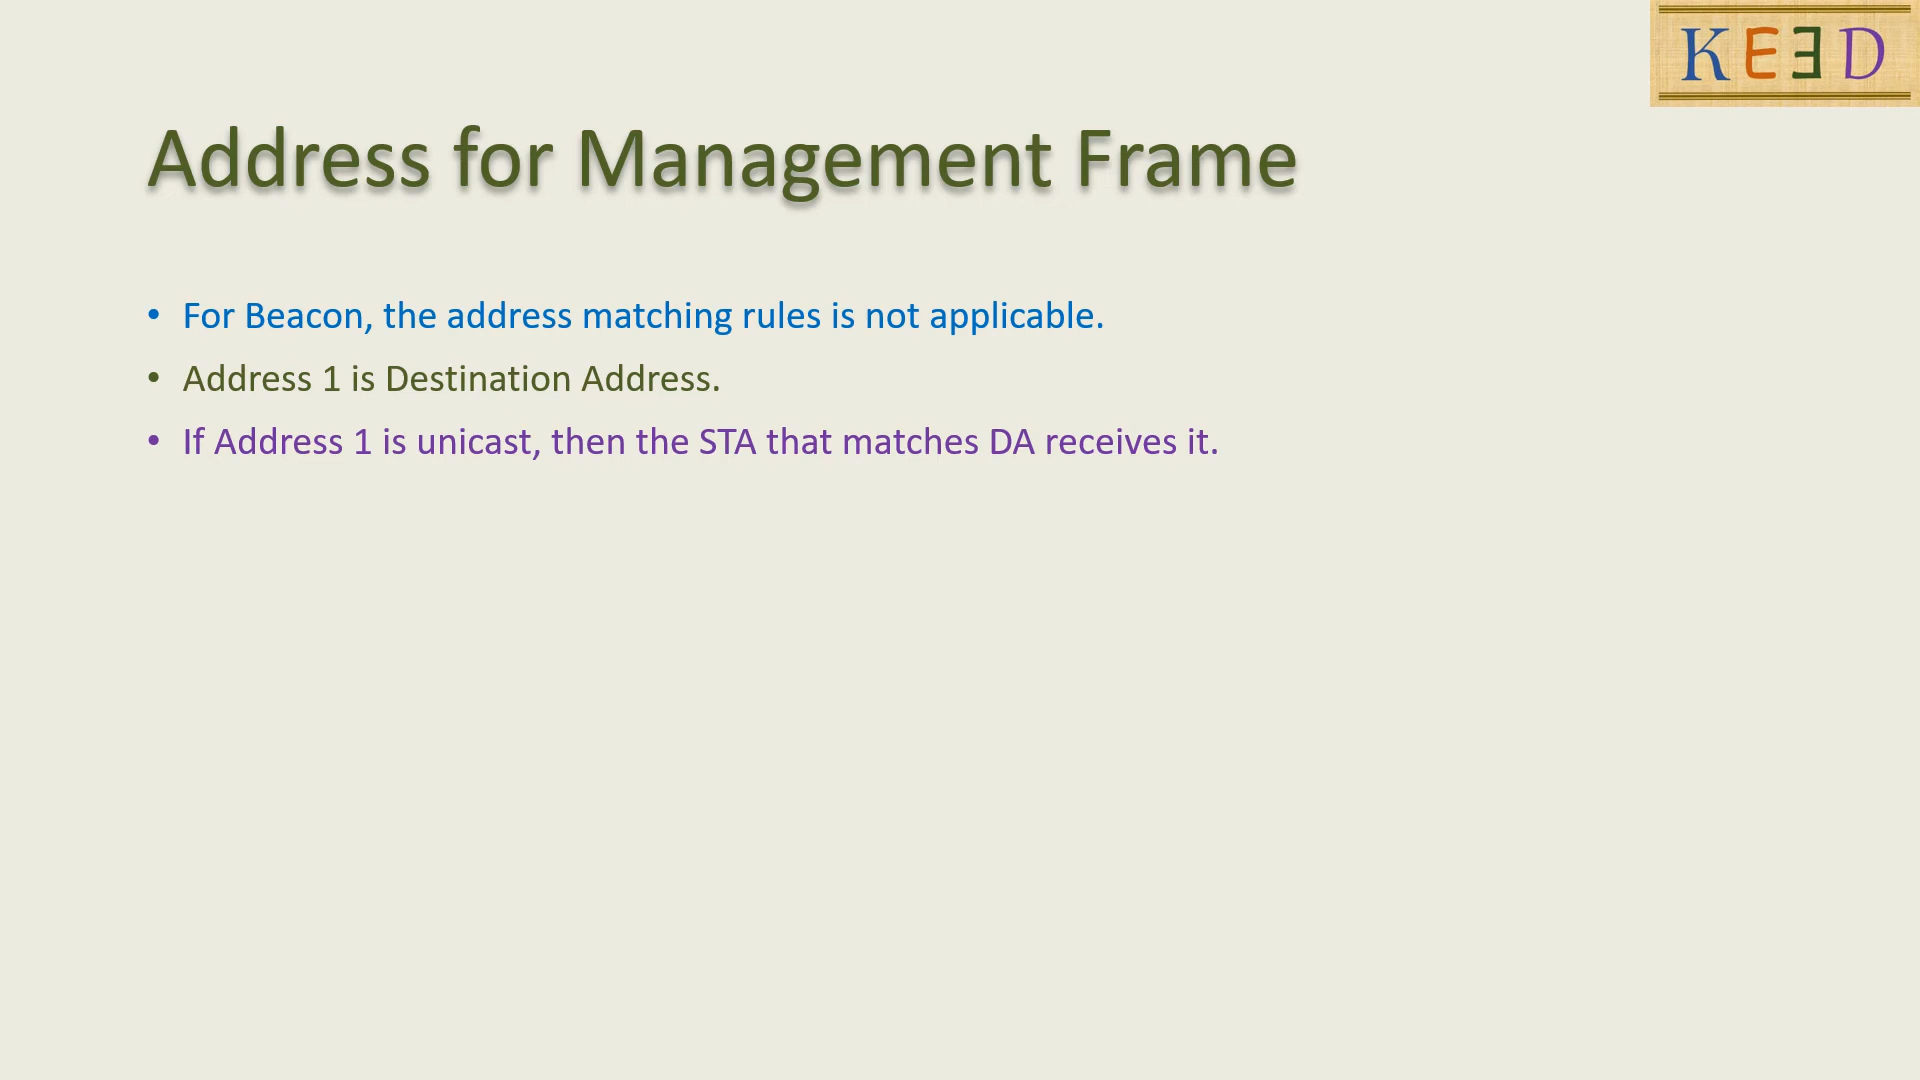 KEƎD
Address for Management Frame
• For Beacon, the address matching rules is not applicable.
• Address 1 is Destination Address.
• If Address 1 is unicast, then the STA that matches DA receives it.